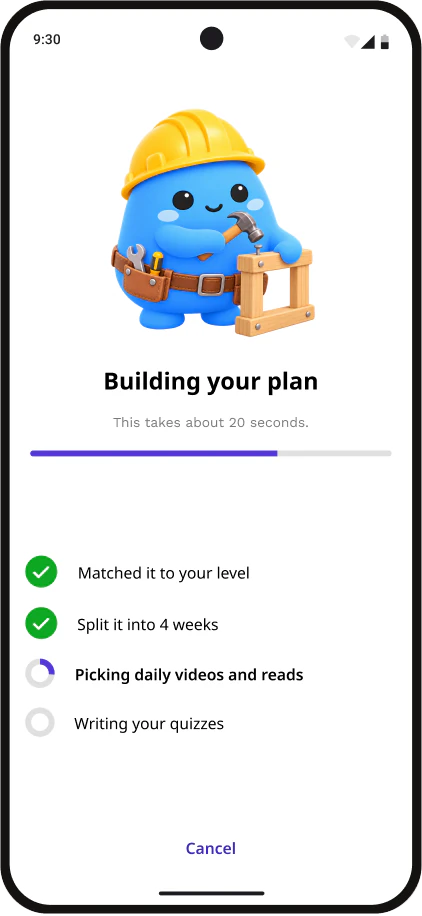 9:30
Building your plan
This takes about 20 seconds.
Matched it to your level
Split it into 4 weeks
Picking daily videos and reads
Writing your quizzes
Cancel